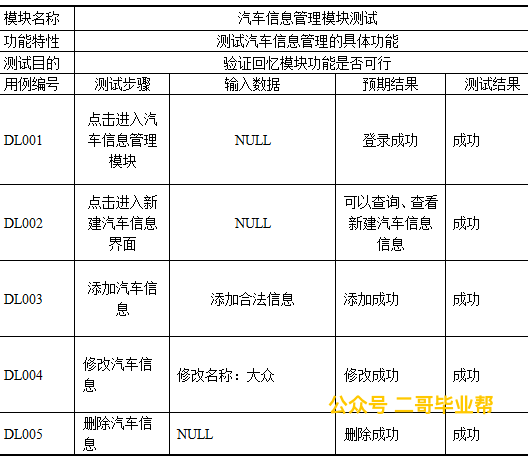 模块名称 汽车信息管理模块测试
功能特性 测试汽车信息管理的具体功能
测试目的 验证回忆模块功能是否可行
用例编号 测试步骤 输入数据 预期结果 测试结果
DL001 点击进入汽车信息管理模块 NULL 登录成功 成功
DL002 点击进入新建汽车信息界面 NULL 可以查询、查看新建汽车信息信息 成功
DL003 添加汽车信息 添加合法信息 添加成功 成功
DL004 修改汽车信息 修改名称：大众 修改成功 成功
公众号 二哥毕业帮
DL005 删除汽车信息 NULL 删除成功 成功